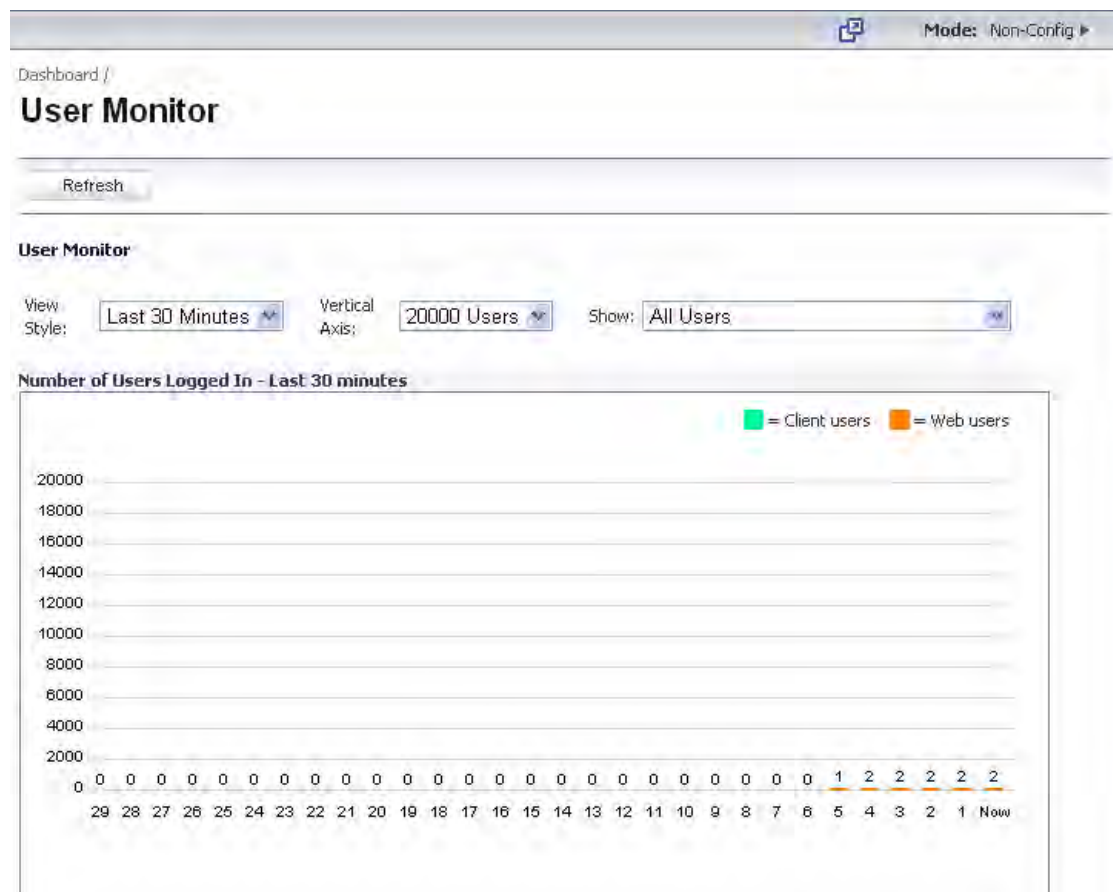 Mode: Non-Config
Dashboard /
User Monitor
Refresh
User Monitor
View Style: Last 30 Minutes Vertical Axis: 20000 Users Show: All Users
Number of Users Logged In - Last 30 minutes
= Client users = Web users
20000
18000
16000
14000
12000
10000
8000
6000
4000
2000
0 0 0 0 0 0 0 0 0 0 0 0 0 0 0 0 0 0 0 0 0 0 0 0 1 2 2 2 2 2
0
29 28 27 26 25 24 23 22 21 20 19 18 17 16 15 14 13 12 11 10 9 8 7 6 5 4 3 2 1 Now